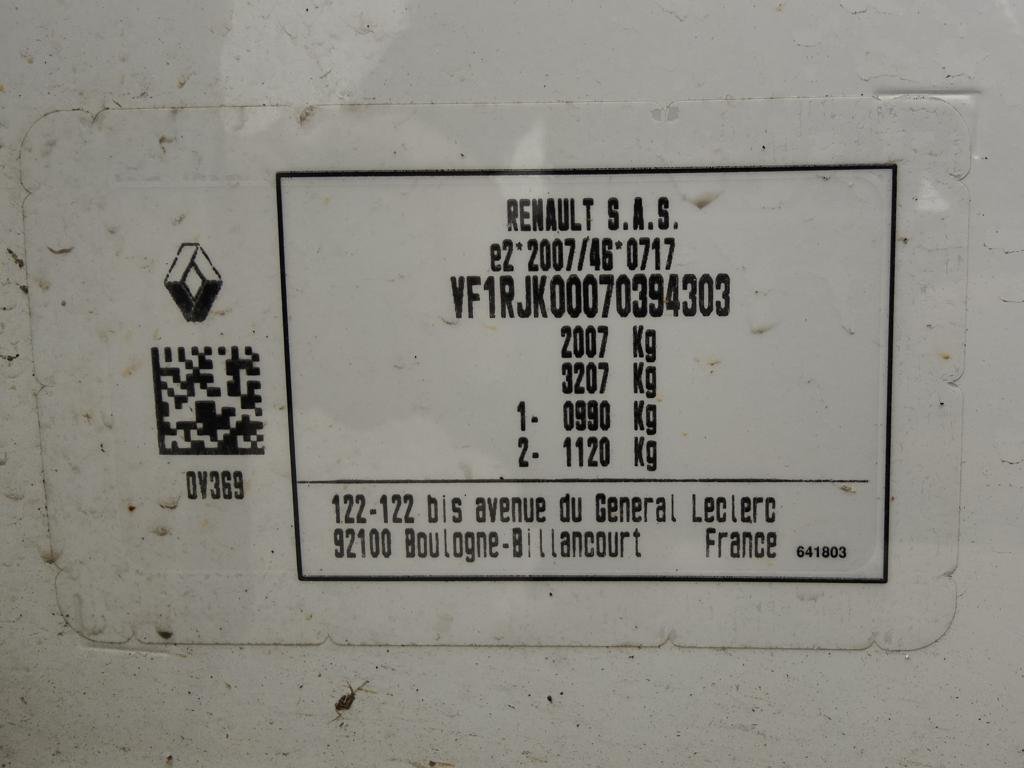 RENAULT S.A.S.
e2*2007/46*0717
VF1RJK00070394303
2007 Kg
3207 Kg
1- 0990 Kg
2- 1120 Kg
0V369
122-122 bis avenue du General Leclerc
92100 Boulogne-Billancourt France 641803